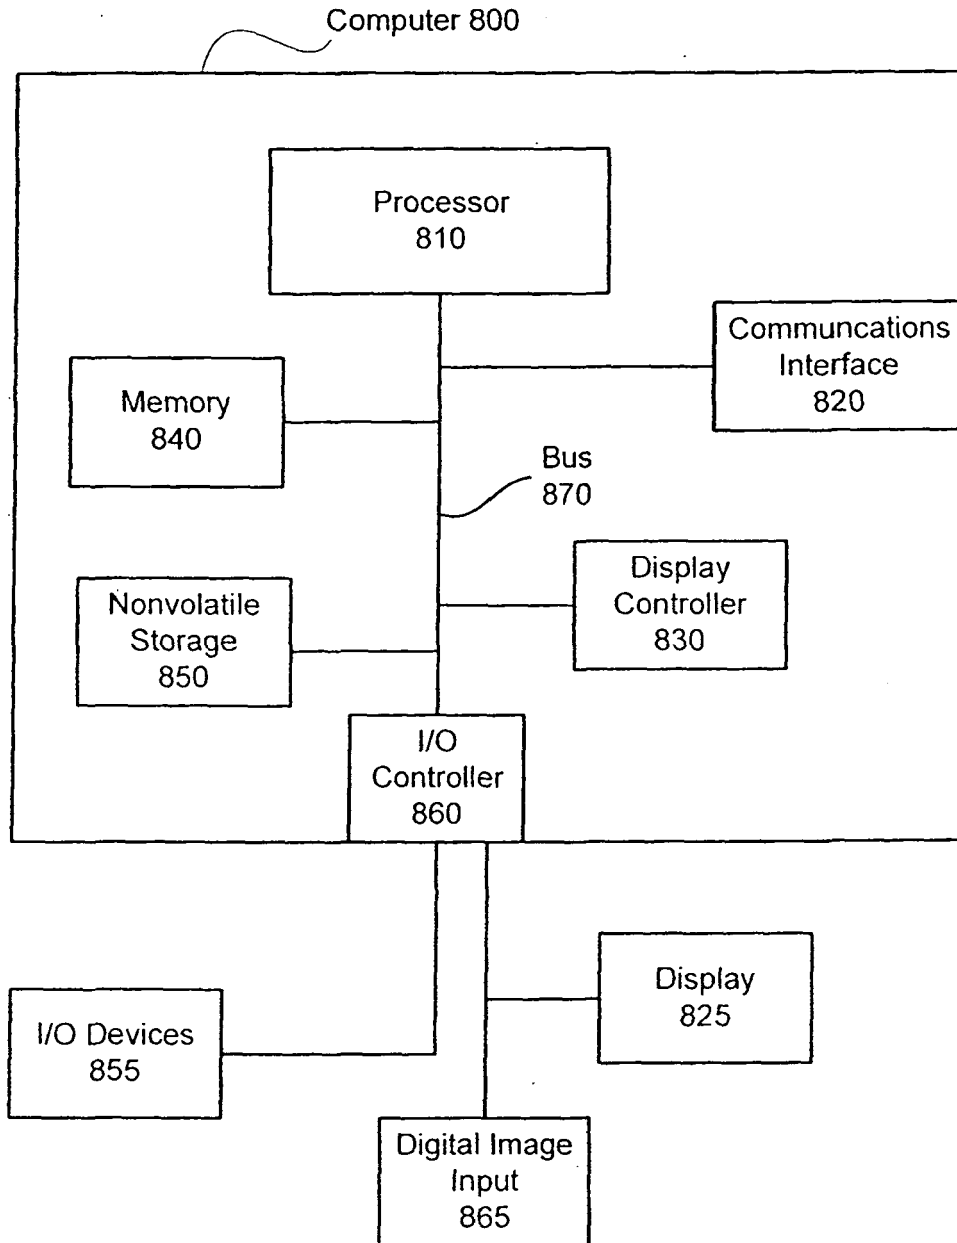 Computer 800
Processor
810
Communcations
Interface
820
Memory
840
Bus
870
Display
Controller
830
Nonvolatile
Storage
850
I/O
Controller
860
Display
825
I/O Devices
855
Digital Image
Input
865